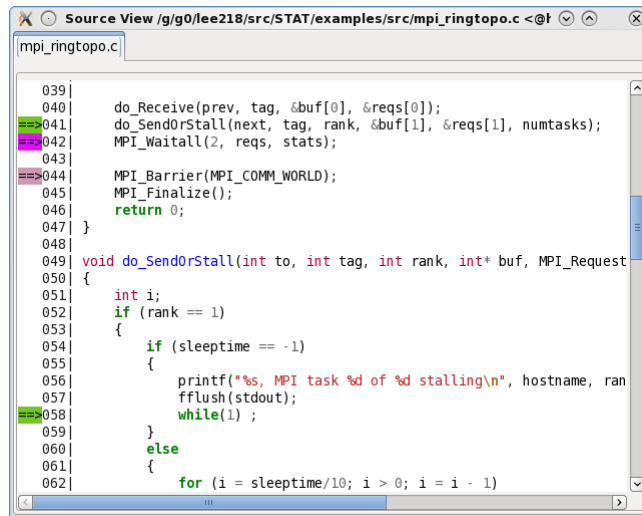 Source View /g/g0/lee218/src/STAT/examples/src/mpi_ringtopo.c <@h
mpi_ringtopo.c
039|
040|     do_Receive(prev, tag, &buf[0], &reqs[0]);
==>041|     do_SendOrStall(next, tag, rank, &buf[1], &reqs[1], numtasks);
==>042|     MPI_Waitall(2, reqs, stats);
043|
==>044|     MPI_Barrier(MPI_COMM_WORLD);
045|     MPI_Finalize();
046|     return 0;
047| }
048|
049| void do_SendOrStall(int to, int tag, int rank, int* buf, MPI_Request
050| {
051|     int i;
052|     if (rank == 1)
053|     {
054|         if (sleeptime == -1)
055|         {
056|             printf("%s, MPI task %d of %d stalling\n", hostname, ran
057|             fflush(stdout);
==>058|             while(1) ;
059|         }
060|         else
061|         {
062|             for (i = sleeptime/10; i > 0; i = i - 1)